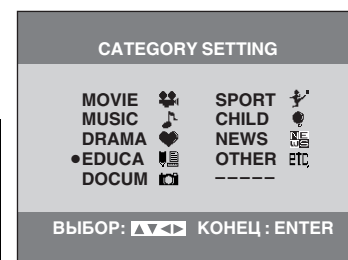 CATEGORY SETTING
MOVIE SPORT
MUSIC CHILD
DRAMA NEWS
●EDUCA OTHER etc.
DOCUM -----
ВЫБОР: ▲▼◀▶ КОНЕЦ : ENTER